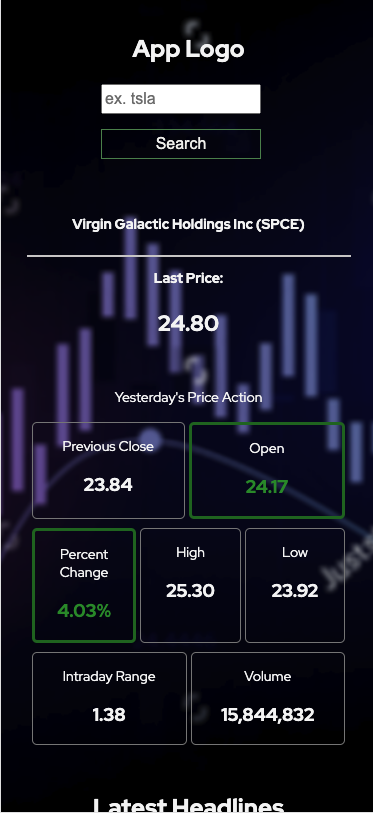 App Logo
ex. tsla
Search
Virgin Galactic Holdings Inc (SPCE)
Last Price:
24.80
Yesterday's Price Action
Previous Close
23.84
Open
24.17
Percent
Change
4.03%
High
25.30
Low
23.92
Intraday Range
1.38
Volume
15,844,832
Latest Headlines